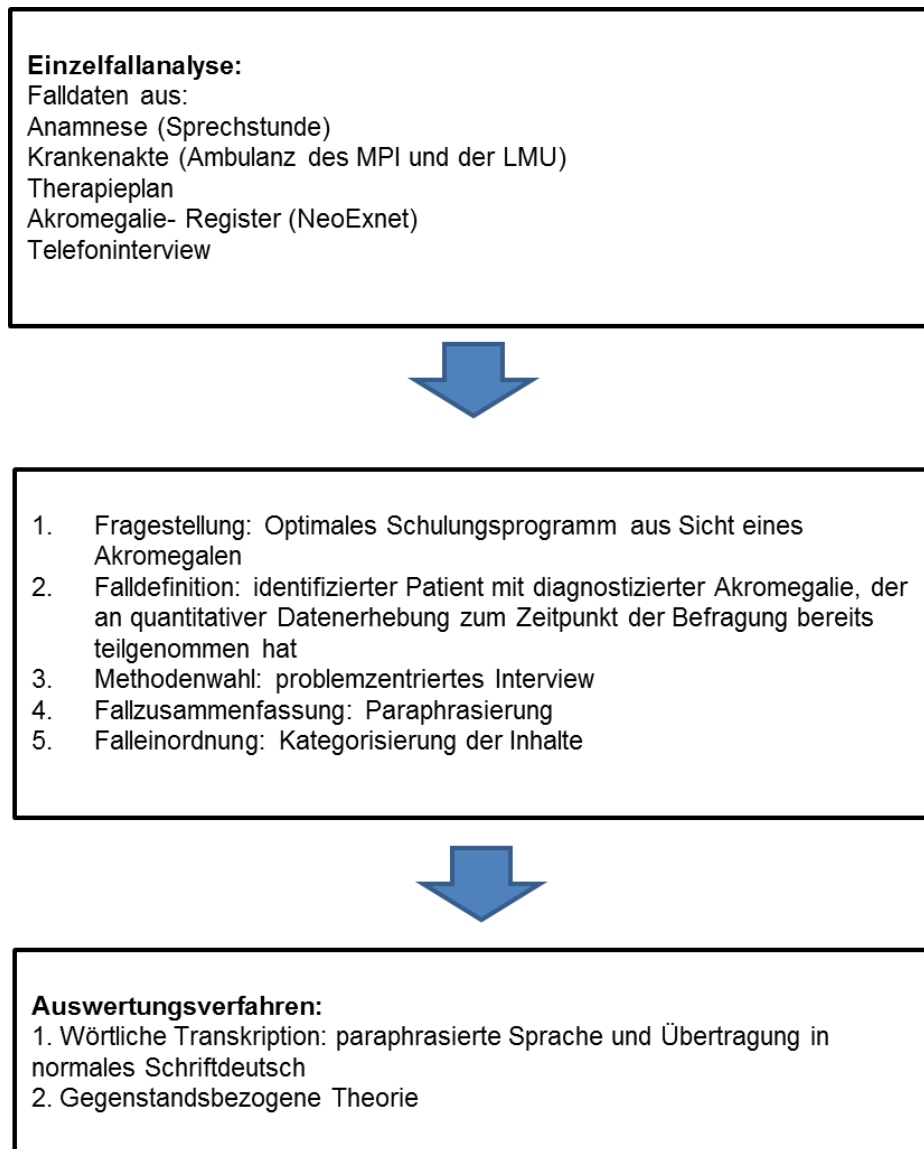 Einzelfallanalyse:
Falldaten aus:
Anamnese (Sprechstunde)
Krankenakte (Ambulanz des MPI und der LMU)
Therapieplan
Akromegalie- Register (NeoExnet)
Telefoninterview
1. Fragestellung: Optimales Schulungsprogramm aus Sicht eines
Akromegalen
2. Falldefinition: identifizierter Patient mit diagnostizierter Akromegalie, der
an quantitativer Datenerhebung zum Zeitpunkt der Befragung bereits
teilgenommen hat
3. Methodenwahl: problemzentriertes Interview
4. Fallzusammenfassung: Paraphrasierung
5. Falleinordnung: Kategorisierung der Inhalte
Auswertungsverfahren:
1. Wörtliche Transkription: paraphrasierte Sprache und Übertragung in
normales Schriftdeutsch
2. Gegenstandsbezogene Theorie